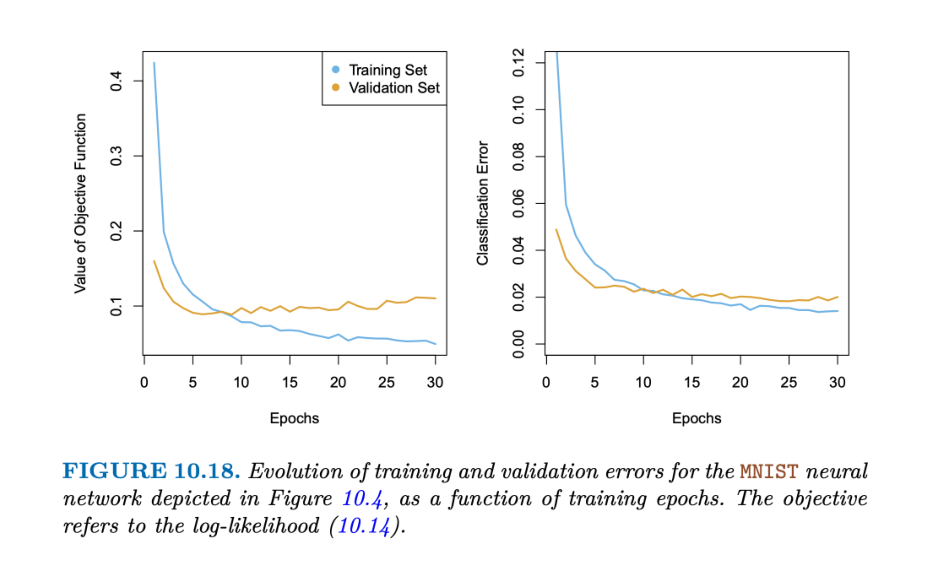 Value of Objective Function
0.1
0.2
0.3
0.4
Training Set
Validation Set
0 5 10 15 20 25 30
Epochs
Classification Error
0.00
0.02
0.04
0.06
0.08
0.10
0.12
0 5 10 15 20 25 30
Epochs
FIGURE 10.18. Evolution of training and validation errors for the MNIST neural
network depicted in Figure 10.4, as a function of training epochs. The objective
refers to the log-likelihood (10.14).